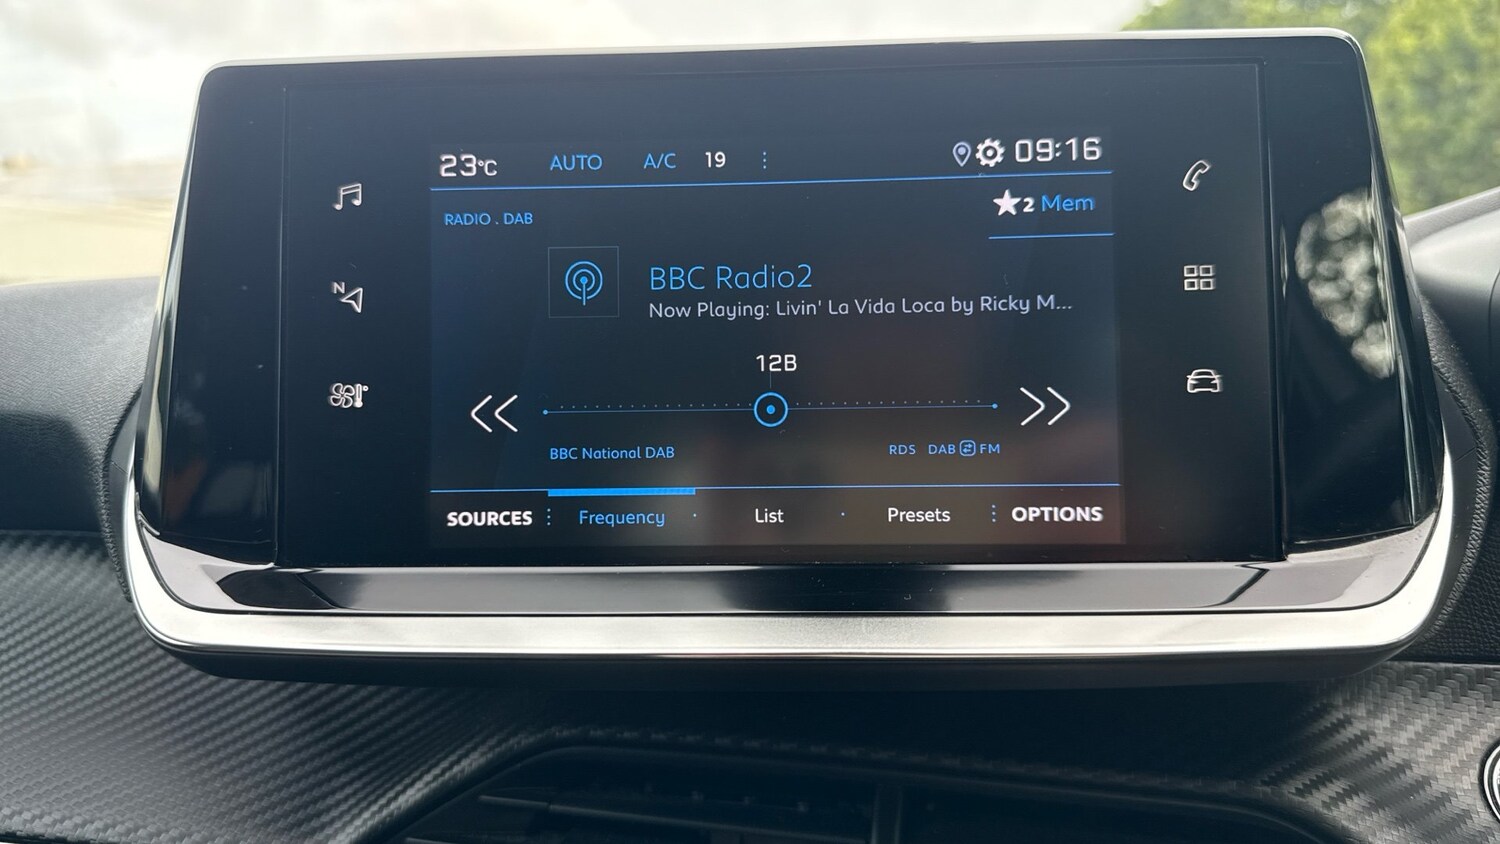 23°C AUTO A/C 19 09:16
RADIO . DAB
2 Mem
BBC Radio2
Now Playing: Livin' La Vida Loca by Ricky M...
12B
BBC National DAB RDS DAB FM
SOURCES Frequency List Presets OPTIONS
N